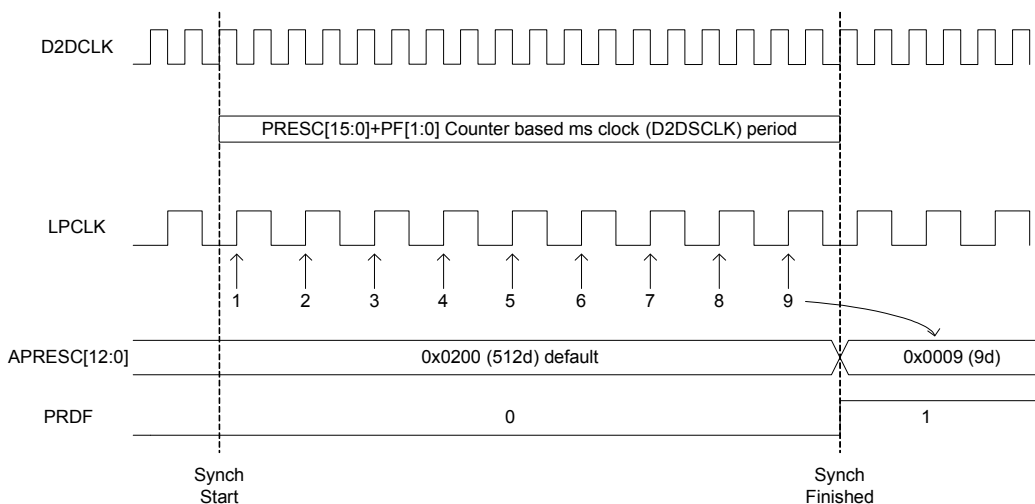 D2DCLK
PRESC[15:0]+PF[1:0] Counter based ms clock (D2DSCLK) period
LPCLK
1 2 3 4 5 6 7 8 9
APRESC[12:0] 0x0200 (512d) default 0x0009 (9d)
PRDF 0 1
Synch Synch
Start Finished